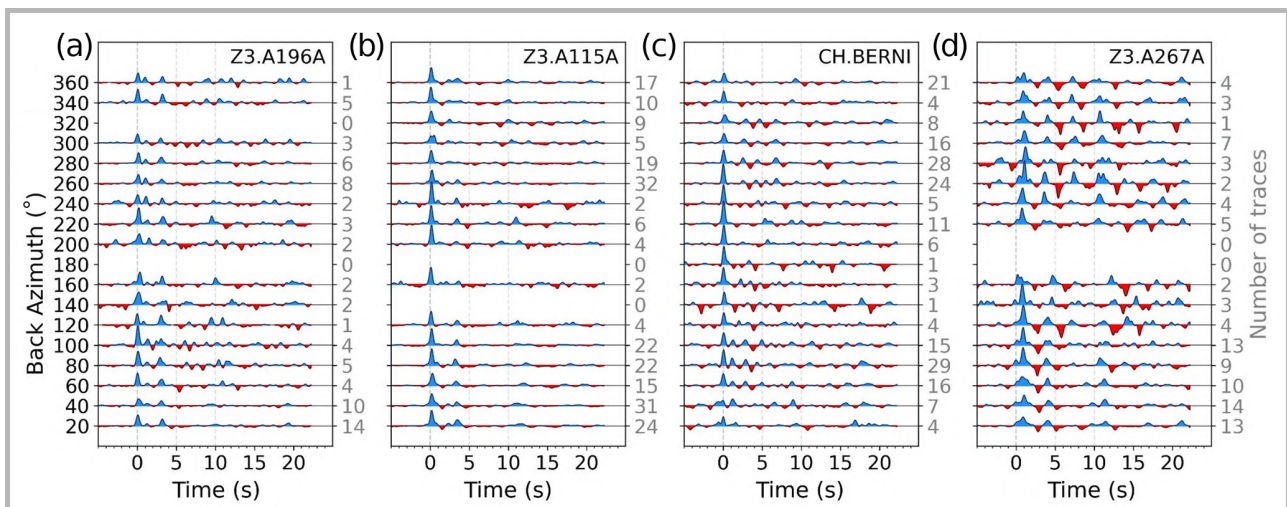 (a) Z3.A196A (b) Z3.A115A (c) CH.BERNI (d) Z3.A267A
360 1 17 21 4
340 5 10 4 3
320 0 9 8 1
300 3 5 16 7
280 6 19 28 3
260 8 32 24 2
240 2 2 5 4
220 3 6 11 5
200 2 4 6 0
180 0 0 1 0
160 2 2 3 2
140 2 0 1 3
120 1 4 4 4
100 4 22 15 13
80 5 22 29 9
60 4 15 16 10
40 10 31 7 14
20 14 24 4 13
Back Azimuth (°)
Number of traces
0 5 10 15 20 0 5 10 15 20 0 5 10 15 20 0 5 10 15 20
Time (s) Time (s) Time (s) Time (s)